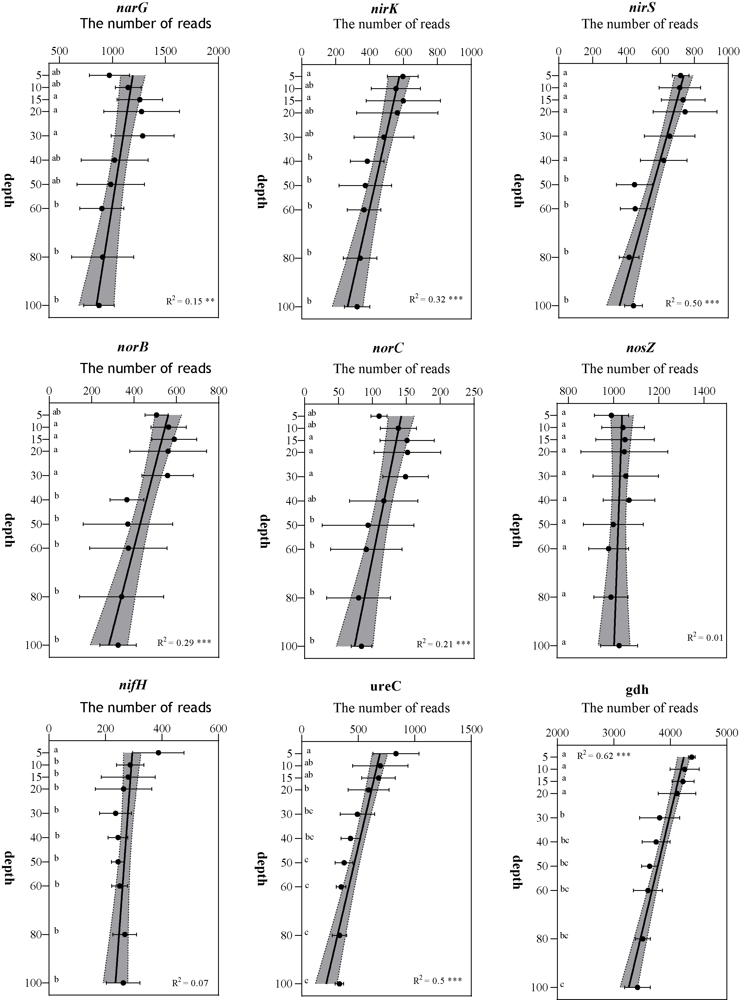 narG
The number of reads
500 1000 1500 2000
5 ab
10 ab
15 a
20 a
30 a
40 ab
50 ab
60 b
80 b
100 b
depth
R² = 0.15 **
nirK
The number of reads
0 200 400 600 800 1000
5 a
10 ab
15 a
20 ab
30 ab
40 b
50 b
60 b
80 b
100 b
depth
R² = 0.32 ***
nirS
The number of reads
0 200 400 600 800 1000
5 a
10 a
15 a
20 a
30 a
40 a
50 b
60 b
80 b
100 b
depth
R² = 0.50 ***
norB
The number of reads
0 200 400 600 800
5 ab
10 a
15 a
20 a
30 a
40 b
50 b
60 b
80 b
100 b
depth
R² = 0.29 ***
norC
The number of reads
0 50 100 150 200 250
5 ab
10 ab
15 a
20 a
30 a
40 ab
50 b
60 b
80 b
100 b
depth
R² = 0.21 ***
nosZ
The number of reads
800 1000 1200 1400
5 a
10 a
15 a
20 a
30 a
40 a
50 a
60 a
80 a
100 a
depth
R² = 0.01
nifH
The number of reads
0 200 400 600
5 a
10 b
15 b
20 b
30 b
40 b
50 b
60 b
80 b
100 b
depth
R² = 0.07
ureC
The number of reads
0 500 1000 1500
5 a
10 ab
15 ab
20 b
30 bc
40 bc
50 c
60 c
80 c
100 c
depth
R² = 0.5 ***
gdh
The number of reads
2000 3000 4000 5000
5 a R² = 0.62 ***
10 a
15 a
20 a
30 b
40 bc
50 bc
60 bc
80 bc
100 c
depth